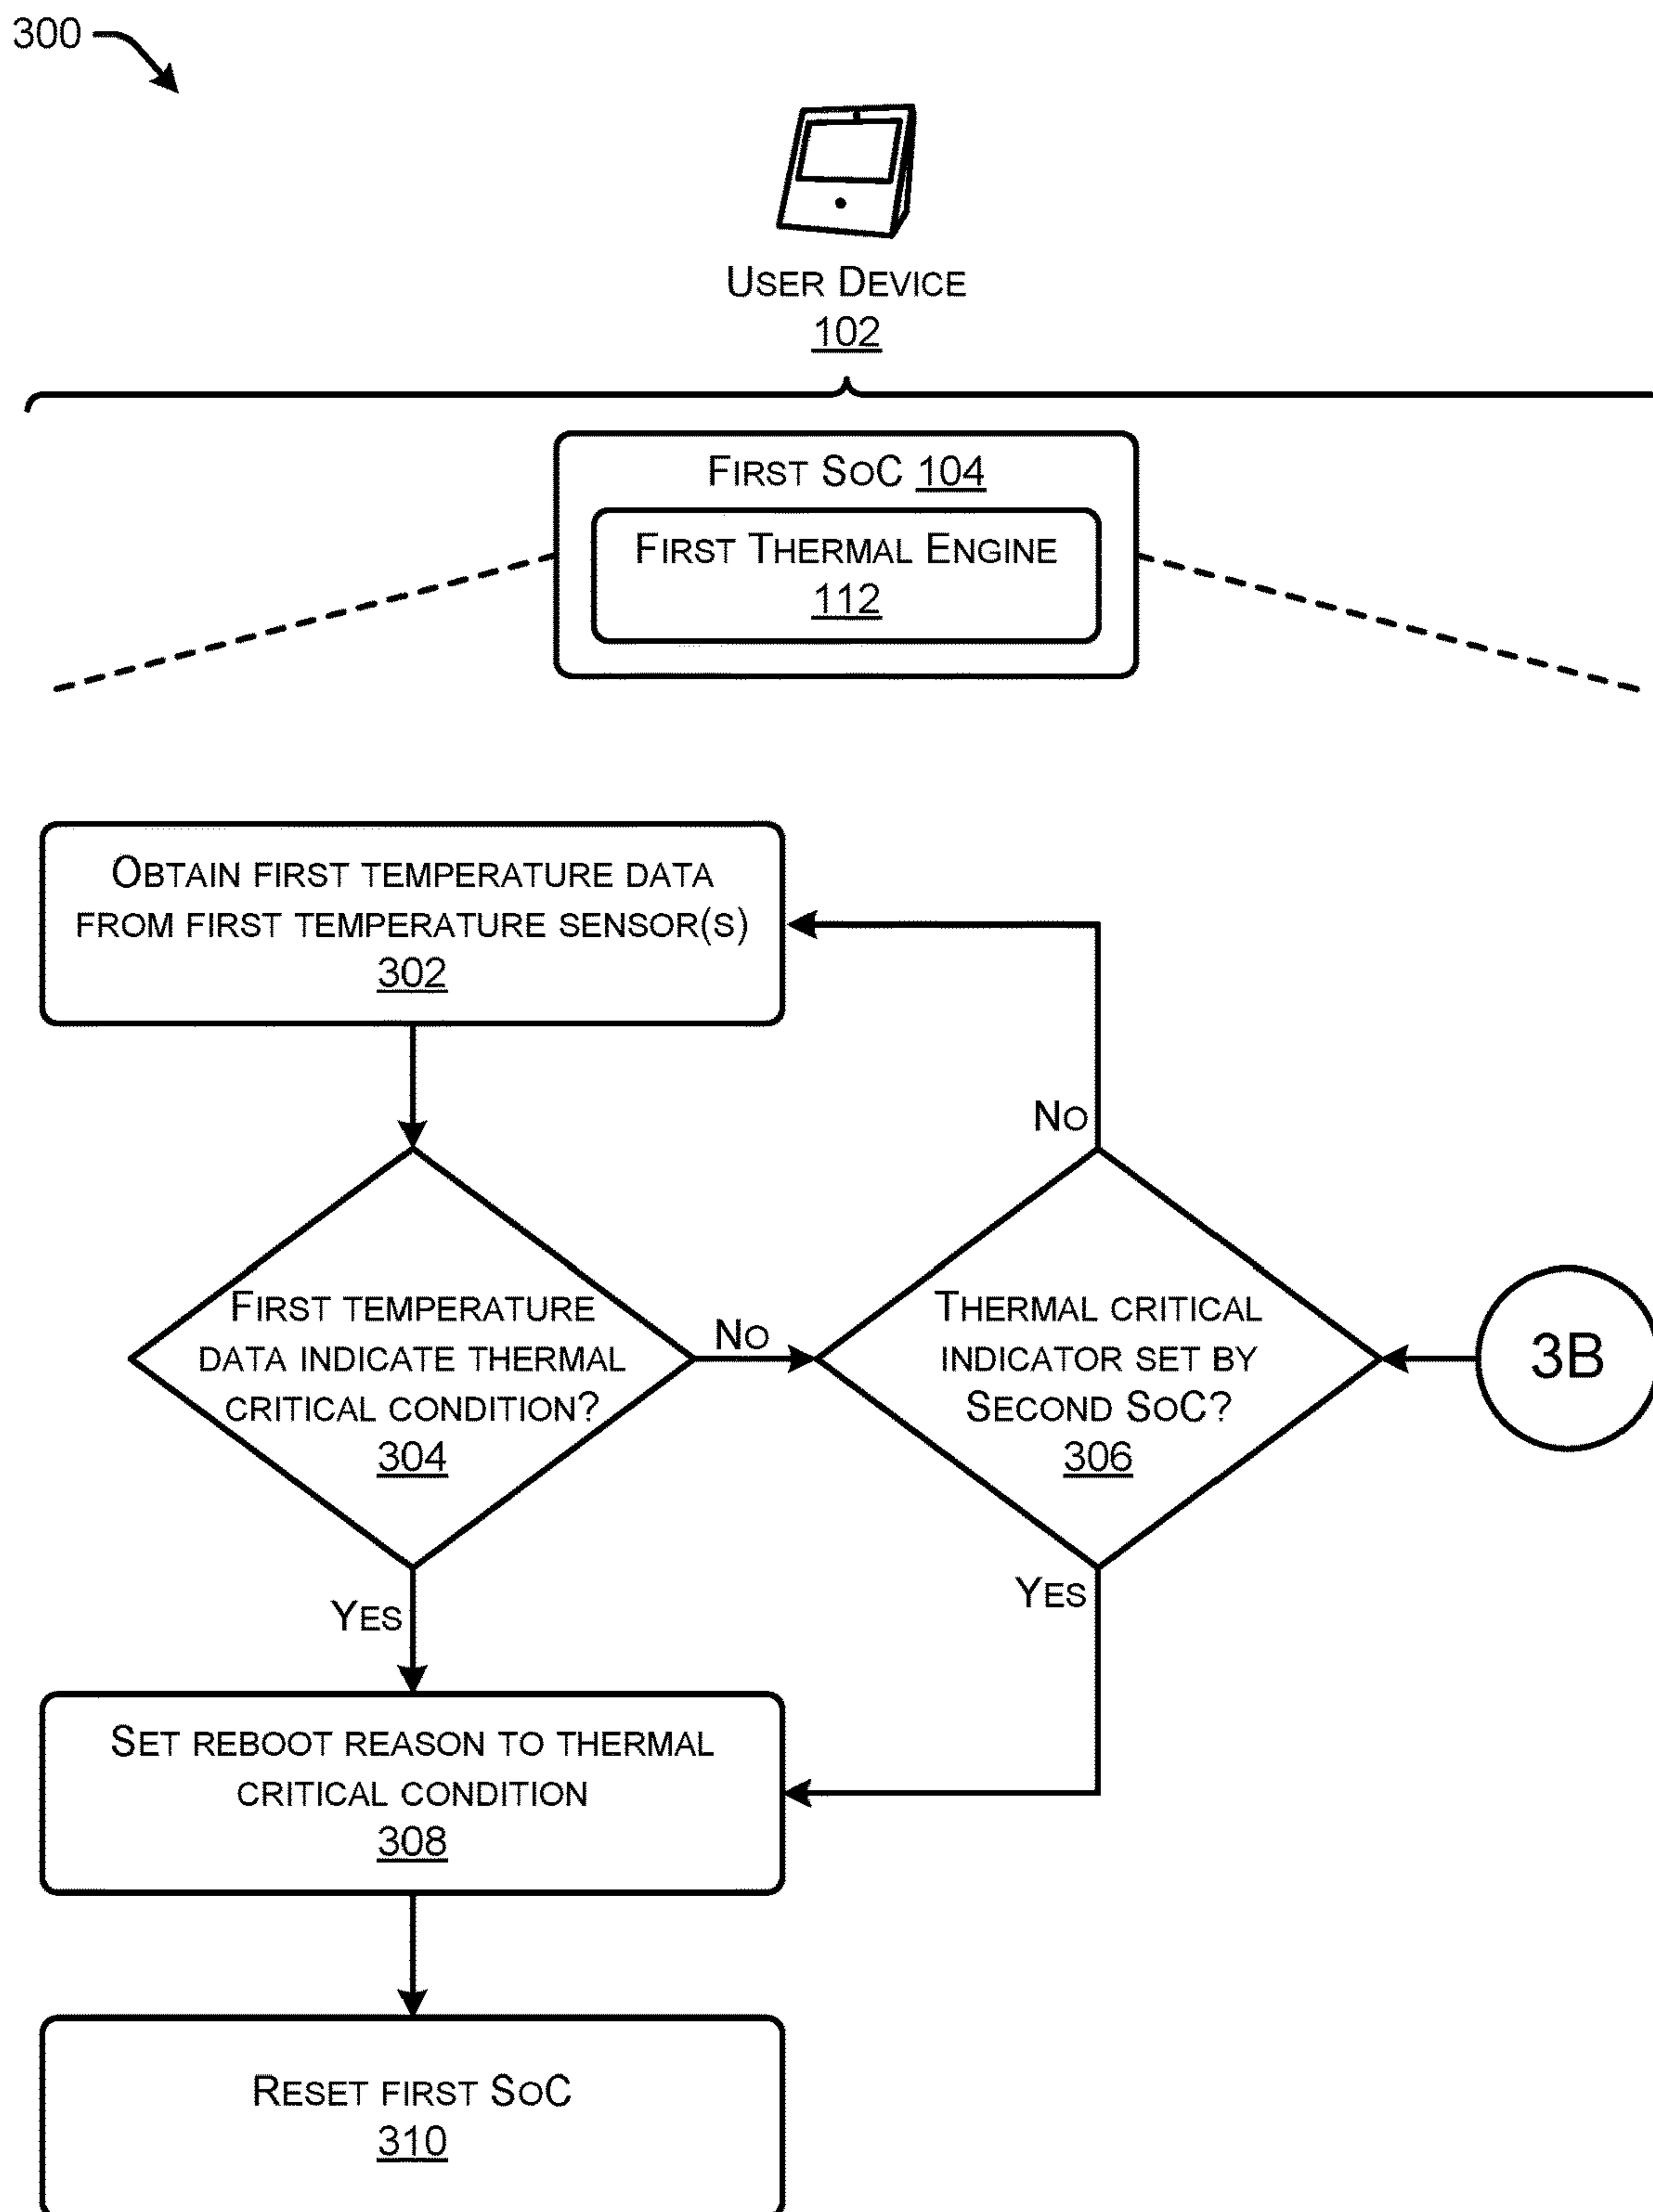 300
USER DEVICE
102
FIRST SOC 104
FIRST THERMAL ENGINE
112
OBTAIN FIRST TEMPERATURE DATA
FROM FIRST TEMPERATURE SENSOR(S)
302
NO
FIRST TEMPERATURE
DATA INDICATE THERMAL
CRITICAL CONDITION?
304
NO
THERMAL CRITICAL
INDICATOR SET BY
SECOND SOC?
306
3B
YES
YES
SET REBOOT REASON TO THERMAL
CRITICAL CONDITION
308
RESET FIRST SOC
310